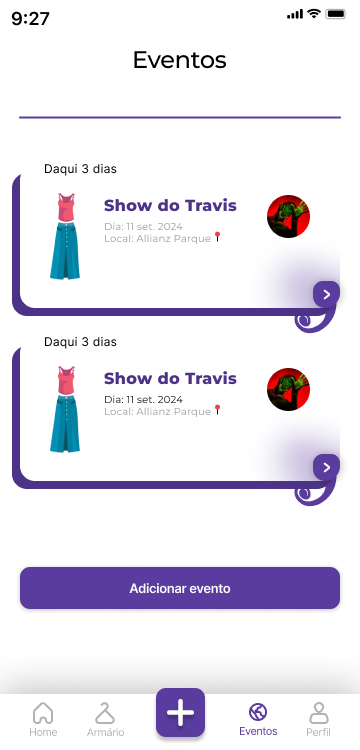 9:27
Eventos
Daqui 3 dias
Show do Travis
Dia: 11 set. 2024
Local: Allianz Parque
Daqui 3 dias
Show do Travis
Dia: 11 set. 2024
Local: Allianz Parque
Adicionar evento
Home
Armário
Eventos
Perfil